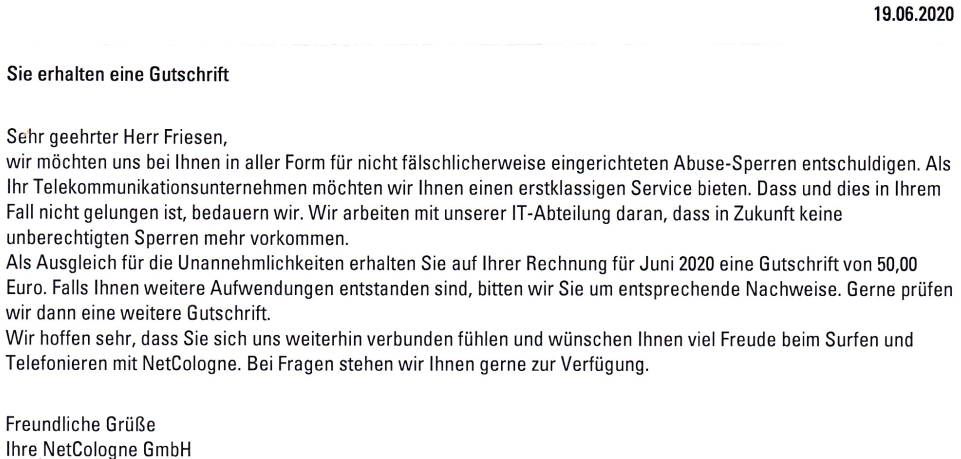 19.06.2020
Sie erhalten eine Gutschrift
Sehr geehrter Herr Friesen,
wir möchten uns bei Ihnen in aller Form für nicht fälschlicherweise eingerichteten Abuse-Sperren entschuldigen. Als
Ihr Telekommunikationsunternehmen möchten wir Ihnen einen erstklassigen Service bieten. Dass und dies in Ihrem
Fall nicht gelungen ist, bedauern wir. Wir arbeiten mit unserer IT-Abteilung daran, dass in Zukunft keine
unberechtigten Sperren mehr vorkommen.
Als Ausgleich für die Unannehmlichkeiten erhalten Sie auf Ihrer Rechnung für Juni 2020 eine Gutschrift von 50,00
Euro. Falls Ihnen weitere Aufwendungen entstanden sind, bitten wir Sie um entsprechende Nachweise. Gerne prüfen
wir dann eine weitere Gutschrift.
Wir hoffen sehr, dass Sie sich uns weiterhin verbunden fühlen und wünschen Ihnen viel Freude beim Surfen und
Telefonieren mit NetCologne. Bei Fragen stehen wir Ihnen gerne zur Verfügung.
Freundliche Grüße
Ihre NetCologne GmbH